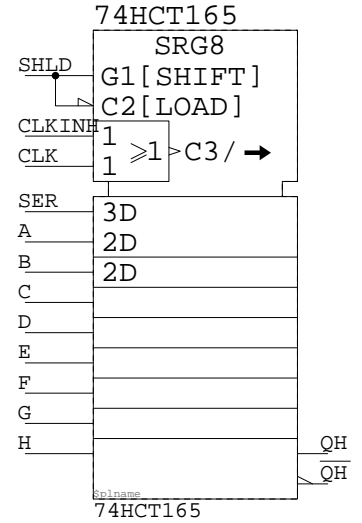 74HCT165
SRG8
SHLD
G1[SHIFT]
C2[LOAD]
CLKINH
1
≥1
C3/
CLK
1
SER
3D
A
2D
B
2D
C
D
E
F
G
H
QH
QH
$plname
74HCT165